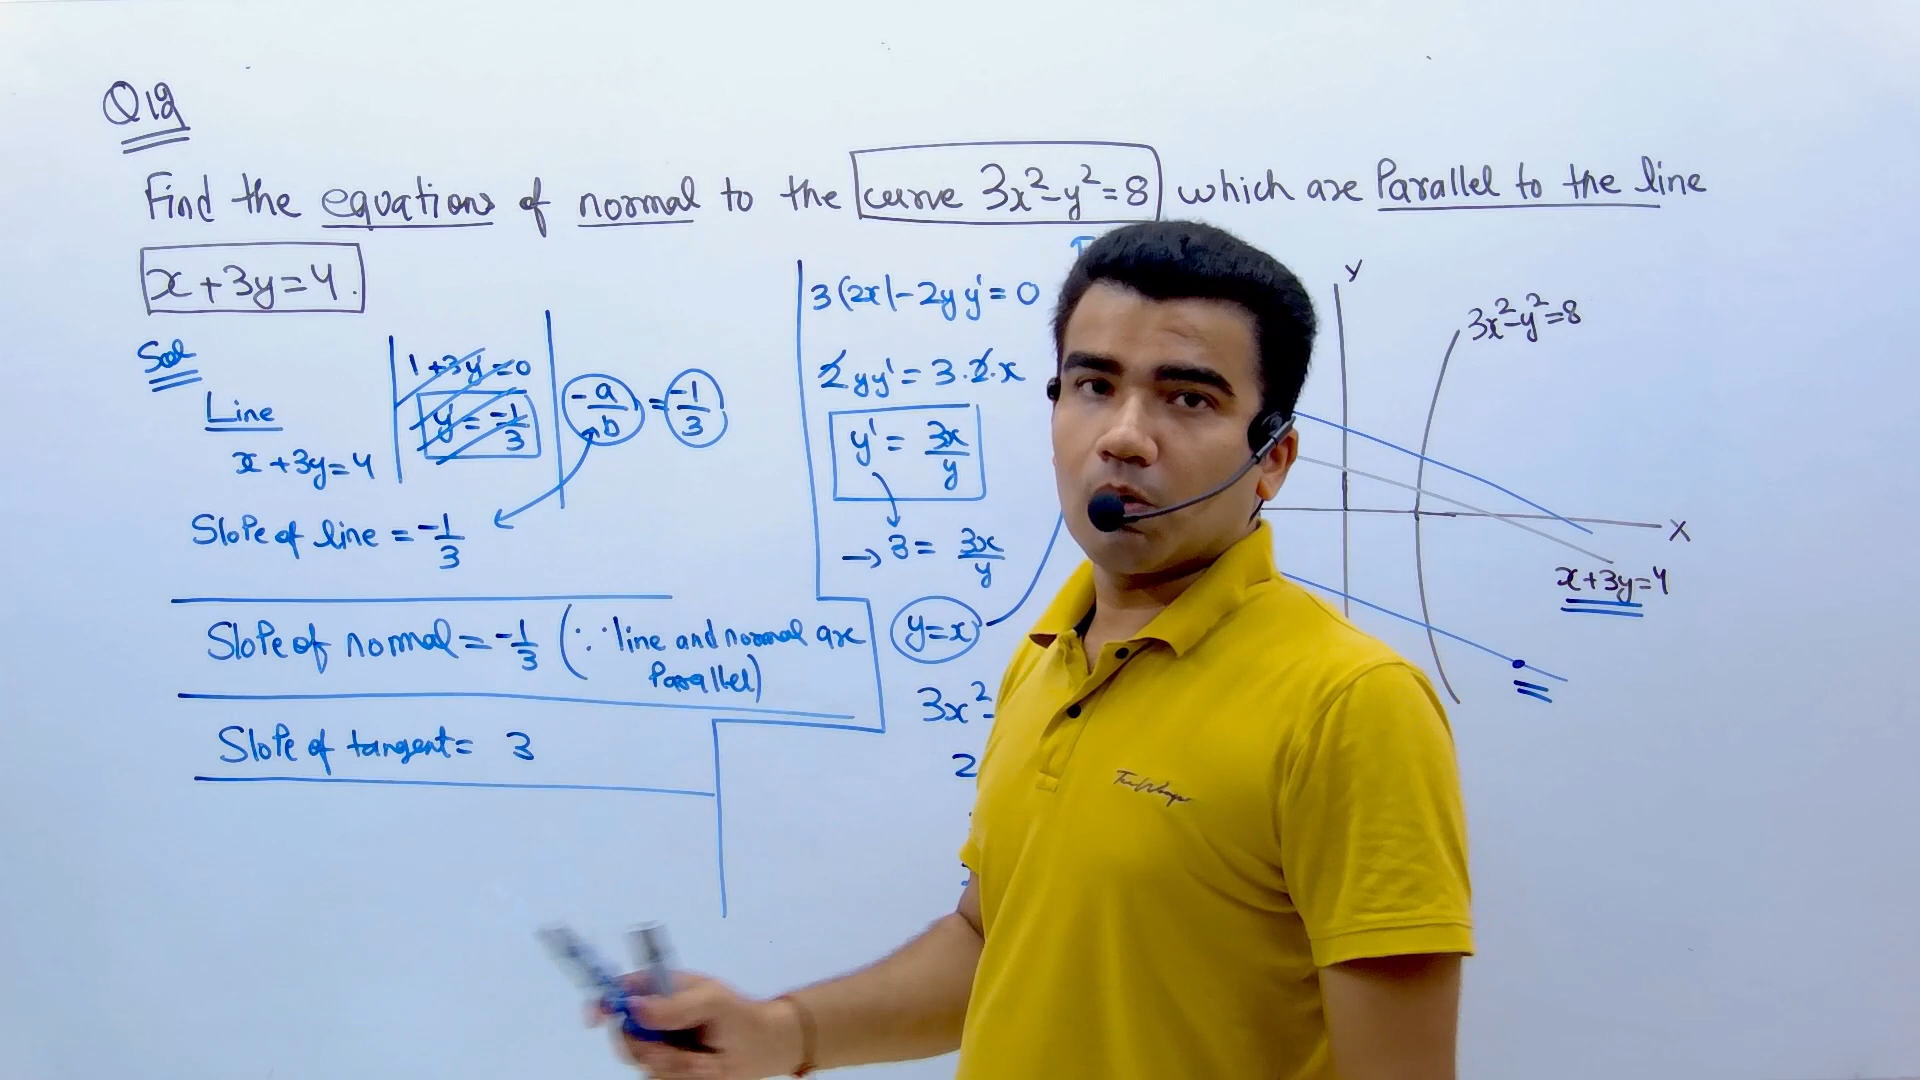 Q12
Find the equations of normal to the curve 3x²-y²=8 which are Parallel to the line
x+3y=4.
Sol
Line
x+3y=4
1+3y'=0
y'=-1/3
-a/b = -1/3
Slope of line = -1/3
Slope of normal = -1/3 (∵ line and normal are
Parallel)
Slope of tangent = 3
3(2x)-2yy'=0
2yy'=3.2.x
y'=3x/y
→3=3x/y
y=x
3x²-
2
Y
3x²-y²=8
X
x+3y=4